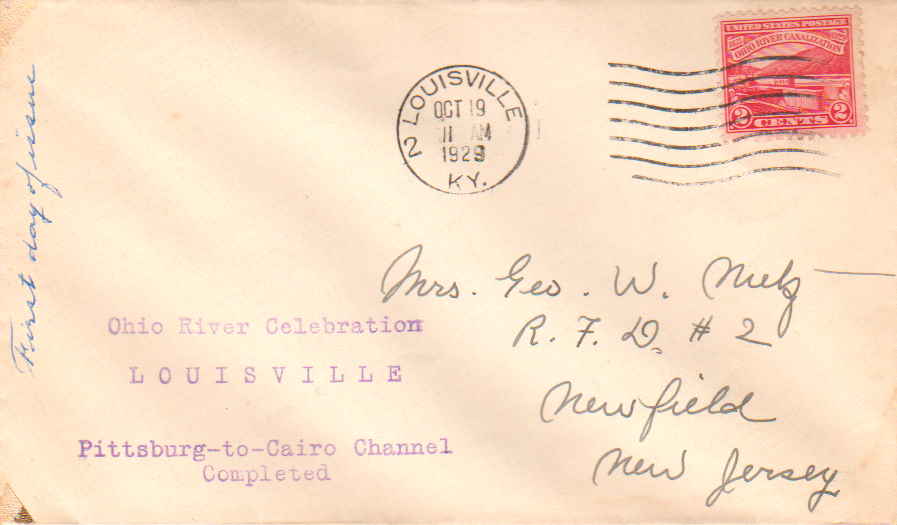 First day of issue
LOUISVILLE
2
OCT 19
11 AM
1929
KY.
UNITED STATES POSTAGE
OHIO RIVER CANALIZATION
2 CENTS 2
Mrs. Geo. W. Metz
R. F. D. # 2
Newfield
New Jersey
Ohio River Celebration
LOUISVILLE
Pittsburg-to-Cairo Channel
Completed